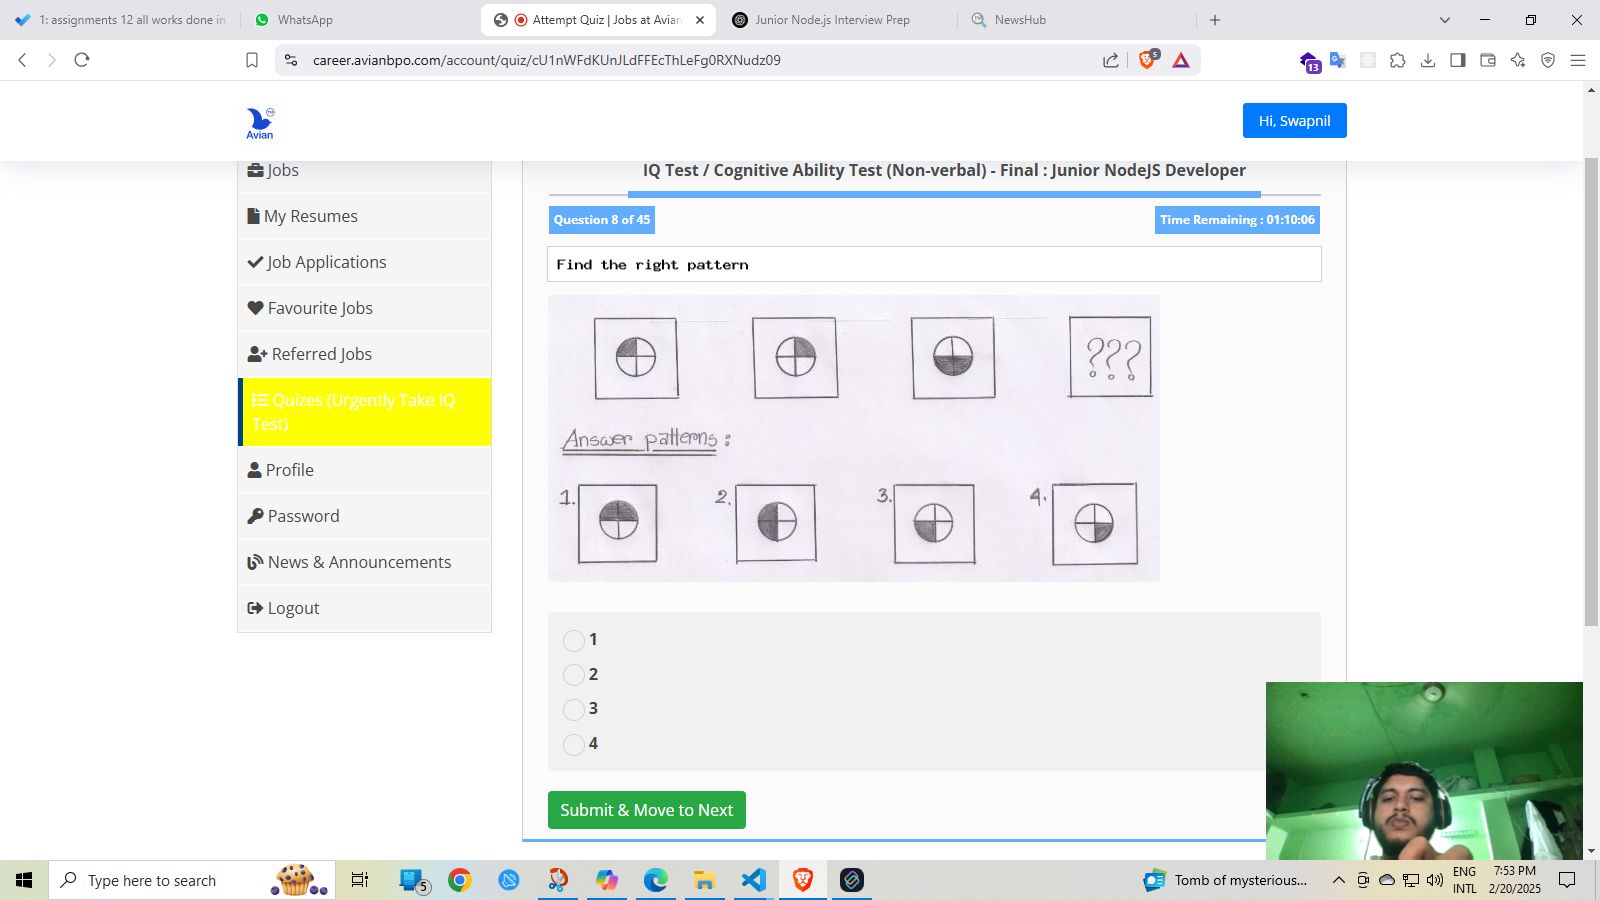 1: assignments 12 all works done in
WhatsApp
Attempt Quiz | Jobs at Avian
Junior Node.js Interview Prep
NewsHub
career.avianbpo.com/account/quiz/cU1nWFdKUnJLdFFEcThLeFg0RXNudz09
5
13
Avian
Hi, Swapnil
Jobs
My Resumes
Job Applications
Favourite Jobs
Referred Jobs
Quizes (Urgently Take IQ
Test)
Profile
Password
News & Announcements
Logout
IQ Test / Cognitive Ability Test (Non-verbal) - Final : Junior NodeJS Developer
Question 8 of 45
Time Remaining : 01:10:06
Find the right pattern
???
Answer patterns :
1.
2.
3.
4.
1
2
3
4
Submit & Move to Next
Type here to search
5
Tomb of mysterious...
ENG
INTL
7:53 PM
2/20/2025